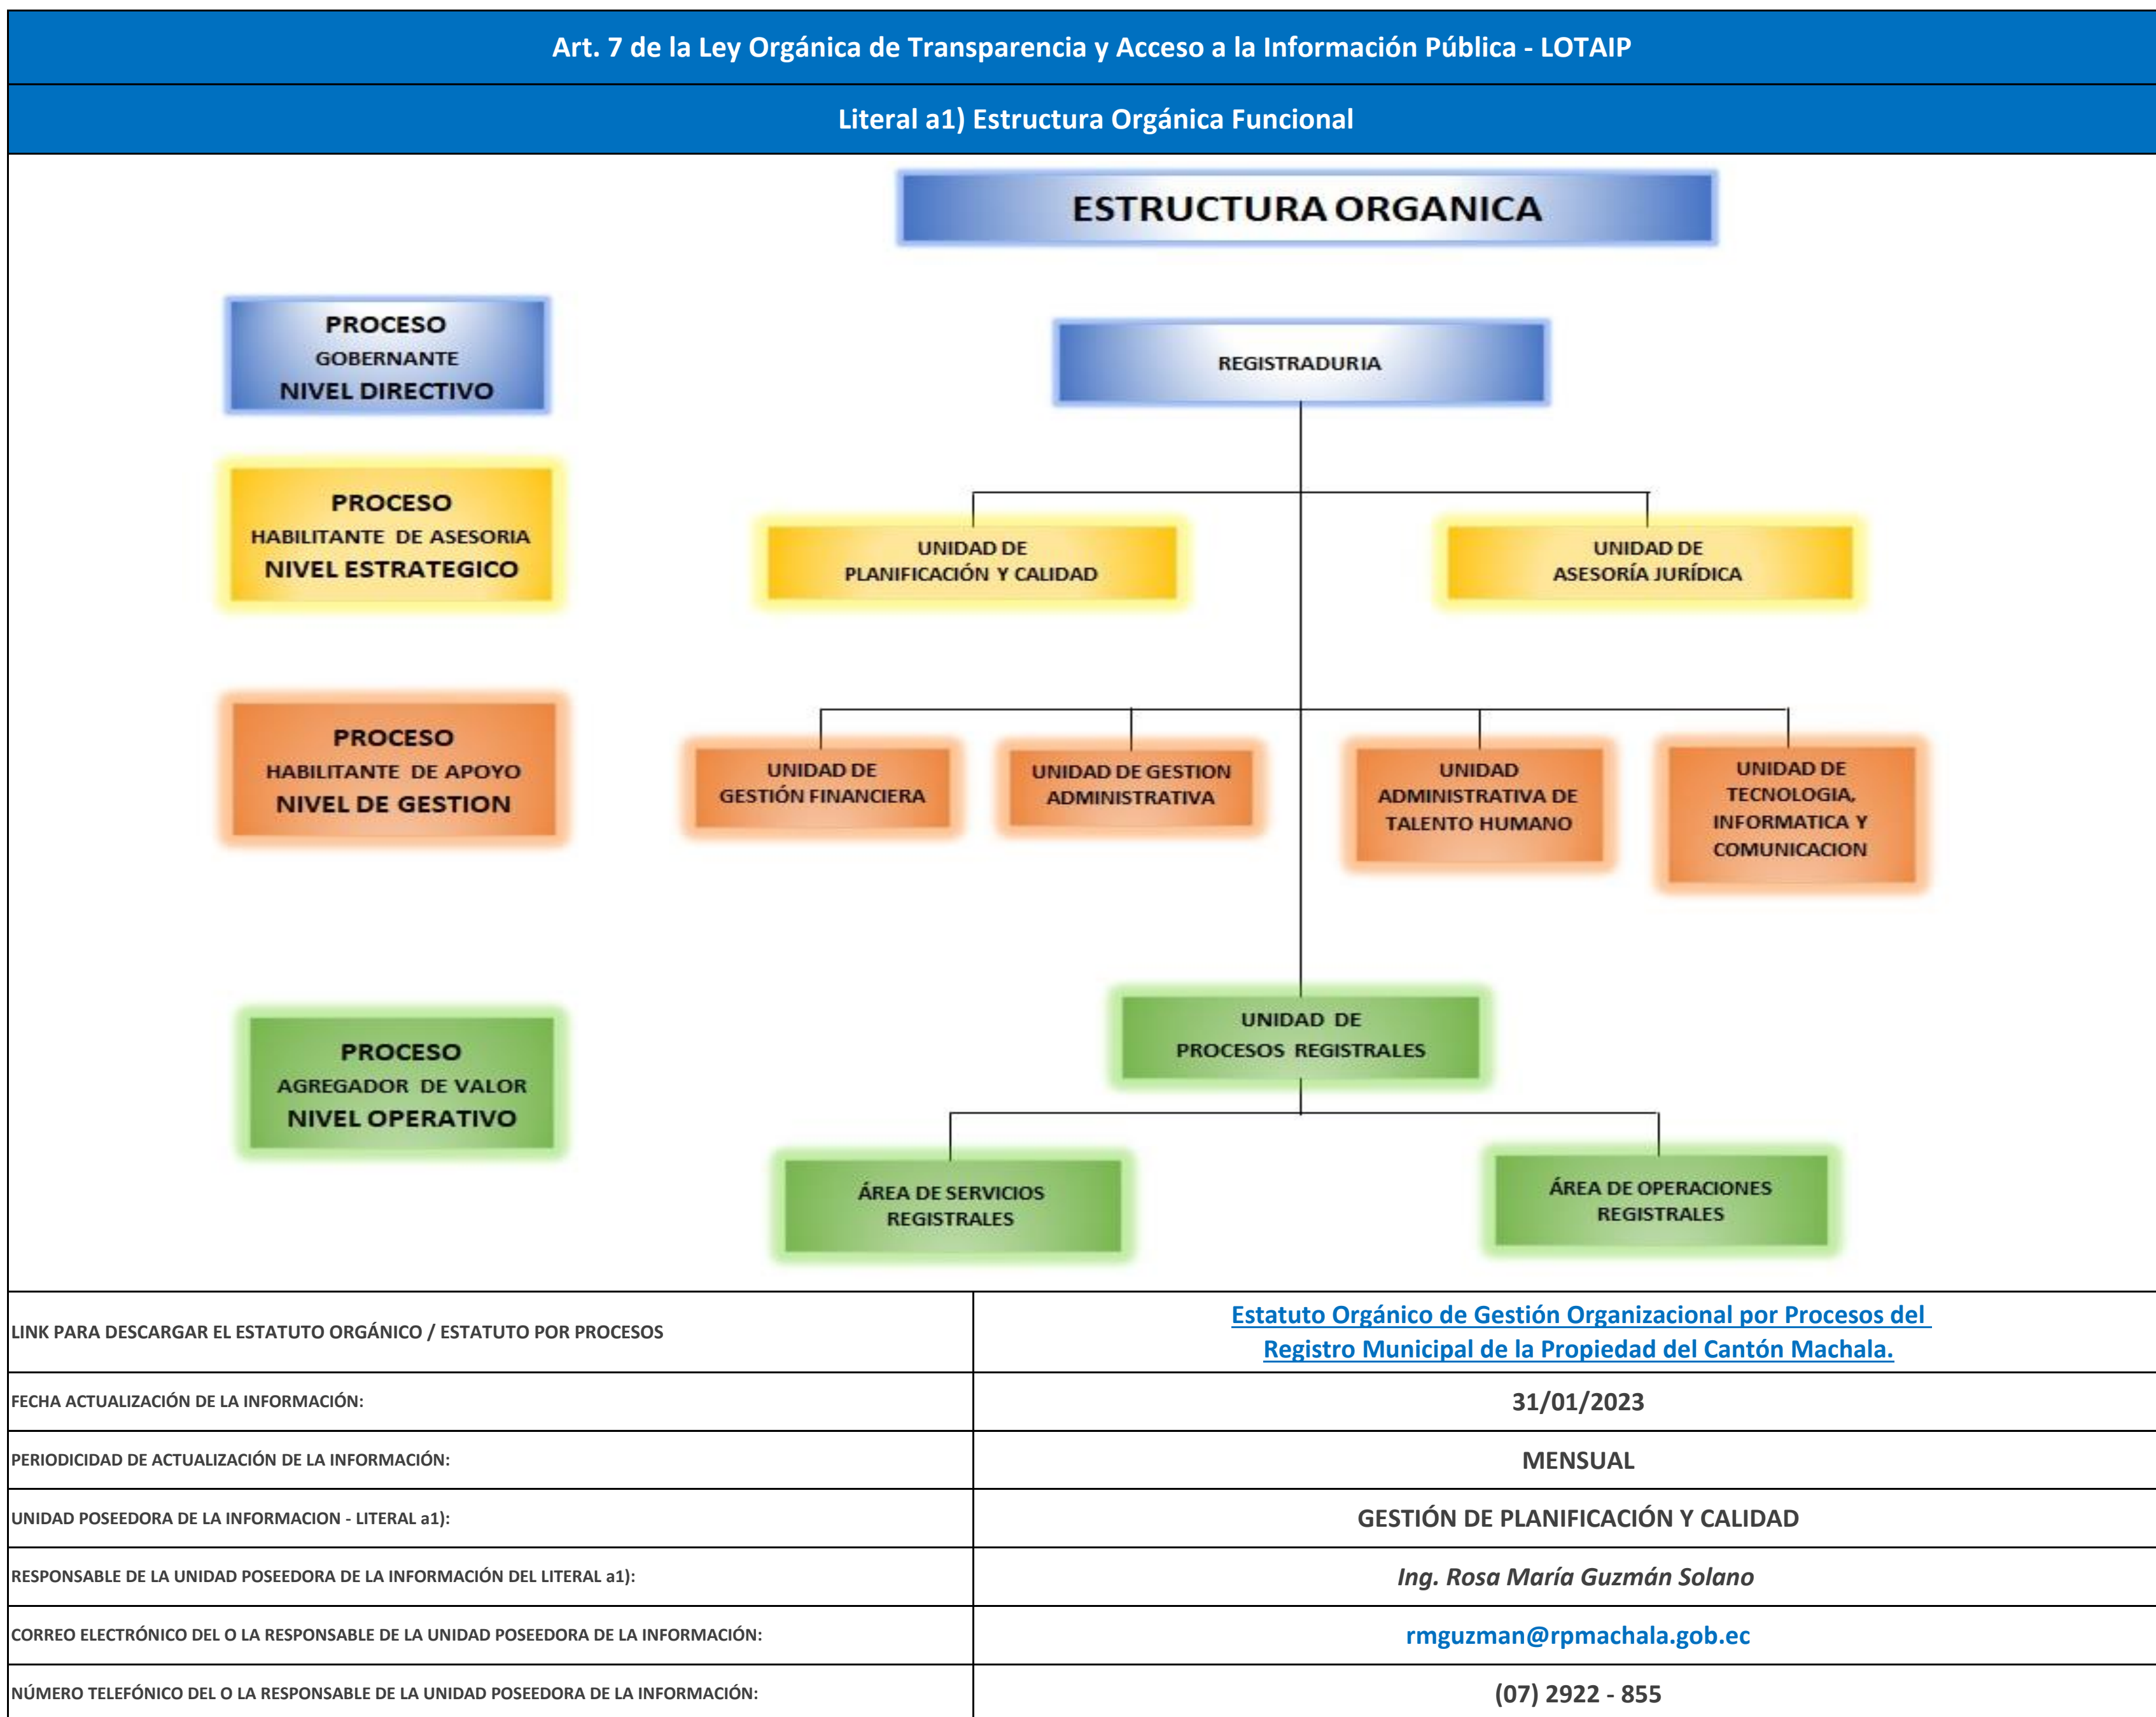 Art. 7 de la Ley Orgánica de Transparencia y Acceso a la Información Pública - LOTAIP
Literal a1) Estructura Orgánica Funcional
ESTRUCTURA ORGANICA
PROCESO
GOBERNANTE
NIVEL DIRECTIVO
REGISTRADURIA
PROCESO
HABILITANTE DE ASESORIA
NIVEL ESTRATEGICO
UNIDAD DE
PLANIFICACIÓN Y CALIDAD
UNIDAD DE
ASESORÍA JURÍDICA
PROCESO
HABILITANTE DE APOYO
NIVEL DE GESTION
UNIDAD DE
GESTIÓN FINANCIERA
UNIDAD DE GESTION
ADMINISTRATIVA
UNIDAD
ADMINISTRATIVA DE
TALENTO HUMANO
UNIDAD DE
TECNOLOGIA,
INFORMATICA Y
COMUNICACION
PROCESO
AGREGADOR DE VALOR
NIVEL OPERATIVO
UNIDAD DE
PROCESOS REGISTRALES
ÁREA DE SERVICIOS
REGISTRALES
ÁREA DE OPERACIONES
REGISTRALES
LINK PARA DESCARGAR EL ESTATUTO ORGÁNICO / ESTATUTO POR PROCESOS
Estatuto Orgánico de Gestión Organizacional por Procesos del
Registro Municipal de la Propiedad del Cantón Machala.
FECHA ACTUALIZACIÓN DE LA INFORMACIÓN:
31/01/2023
PERIODICIDAD DE ACTUALIZACIÓN DE LA INFORMACIÓN:
MENSUAL
UNIDAD POSEEDORA DE LA INFORMACION - LITERAL a1):
GESTIÓN DE PLANIFICACIÓN Y CALIDAD
RESPONSABLE DE LA UNIDAD POSEEDORA DE LA INFORMACIÓN DEL LITERAL a1):
Ing. Rosa María Guzmán Solano
CORREO ELECTRÓNICO DEL O LA RESPONSABLE DE LA UNIDAD POSEEDORA DE LA INFORMACIÓN:
rmguzman@rpmachala.gob.ec
NÚMERO TELEFÓNICO DEL O LA RESPONSABLE DE LA UNIDAD POSEEDORA DE LA INFORMACIÓN:
(07) 2922 - 855